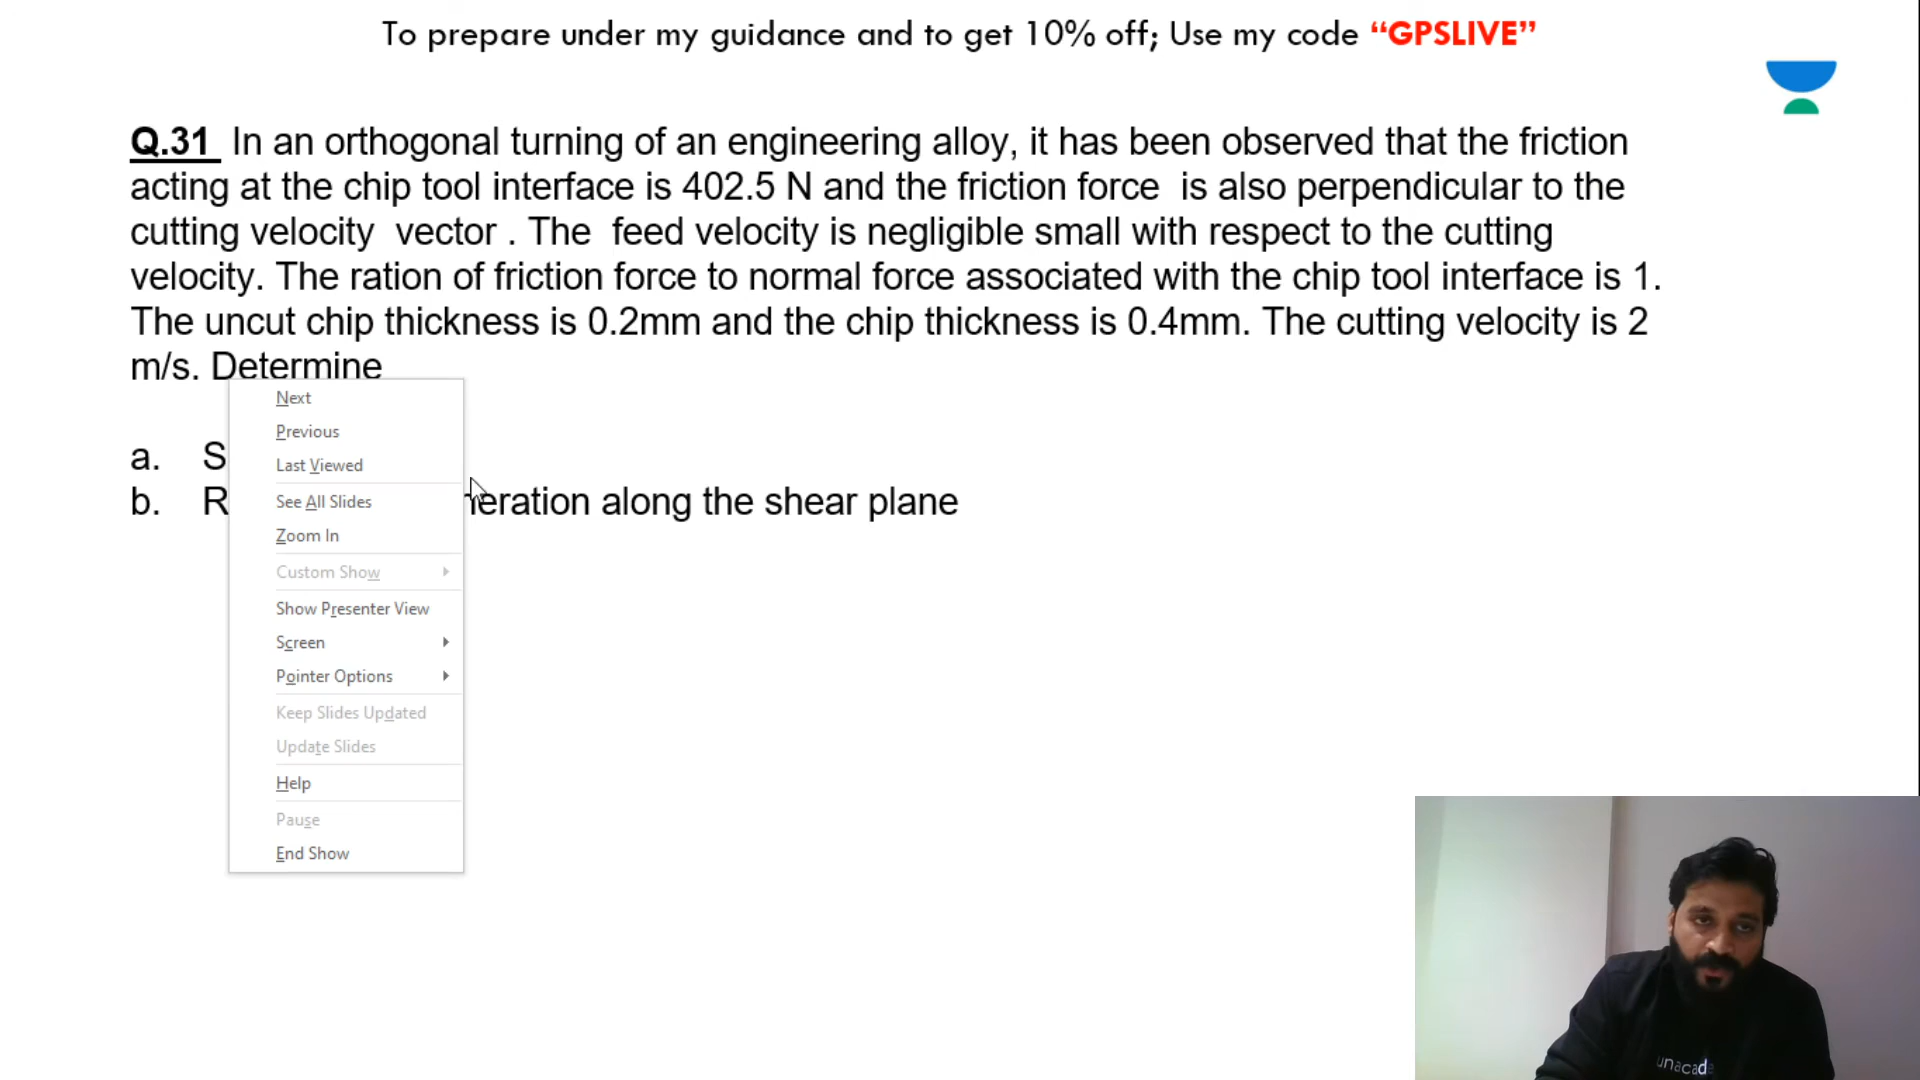 To prepare under my guidance and to get 10% off; Use my code “GPSLIVE”
Q.31 In an orthogonal turning of an engineering alloy, it has been observed that the friction
acting at the chip tool interface is 402.5 N and the friction force is also perpendicular to the
cutting velocity vector . The feed velocity is negligible small with respect to the cutting
velocity. The ration of friction force to normal force associated with the chip tool interface is 1.
The uncut chip thickness is 0.2mm and the chip thickness is 0.4mm. The cutting velocity is 2
m/s. Determine
a. S
b. R neration along the shear plane
Next
Previous
Last Viewed
See All Slides
Zoom In
Custom Show
Show Presenter View
Screen
Pointer Options
Keep Slides Updated
Update Slides
Help
Pause
End Show
unacade